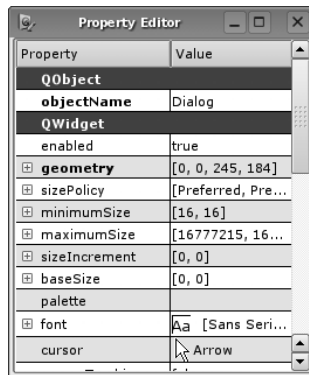 Property Editor
Property Value
QObject
objectName Dialog
QWidget
enabled true
geometry [0, 0, 245, 184]
sizePolicy [Preferred, Pre...
minimumSize [16, 16]
maximumSize [16777215, 16...
sizeIncrement [0, 0]
baseSize [0, 0]
palette
font Aa [Sans Seri...
cursor Arrow